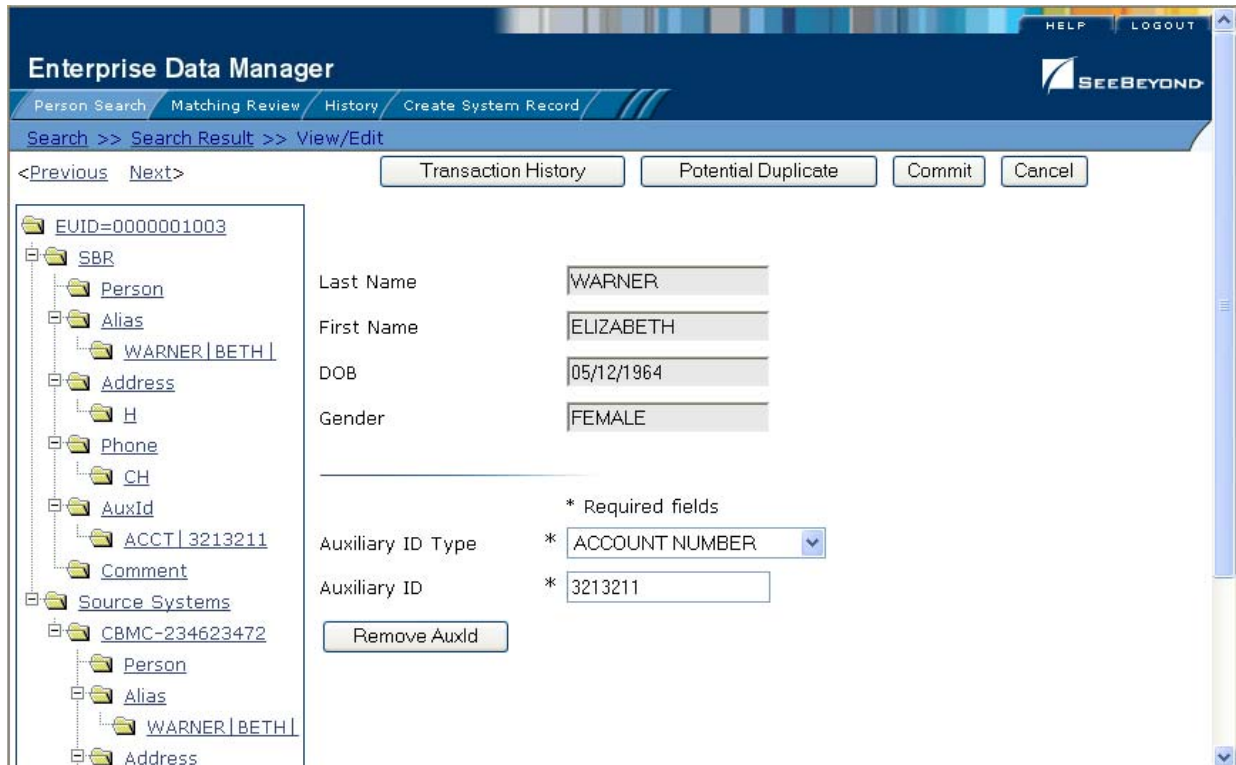 HELP LOGOUT
Enterprise Data Manager
SEEBEYOND
Person Search Matching Review History Create System Record
Search >> Search Result >> View/Edit
<Previous Next>
Transaction History Potential Duplicate Commit Cancel
EUID=0000001003
SBR
Person
Alias
WARNER|BETH|
Address
H
Phone
CH
AuxId
ACCT|3213211
Comment
Source Systems
CBMC-234623472
Person
Alias
WARNER|BETH|
Address
Last Name WARNER
First Name ELIZABETH
DOB 05/12/1964
Gender FEMALE
* Required fields
Auxiliary ID Type * ACCOUNT NUMBER
Auxiliary ID * 3213211
Remove AuxId